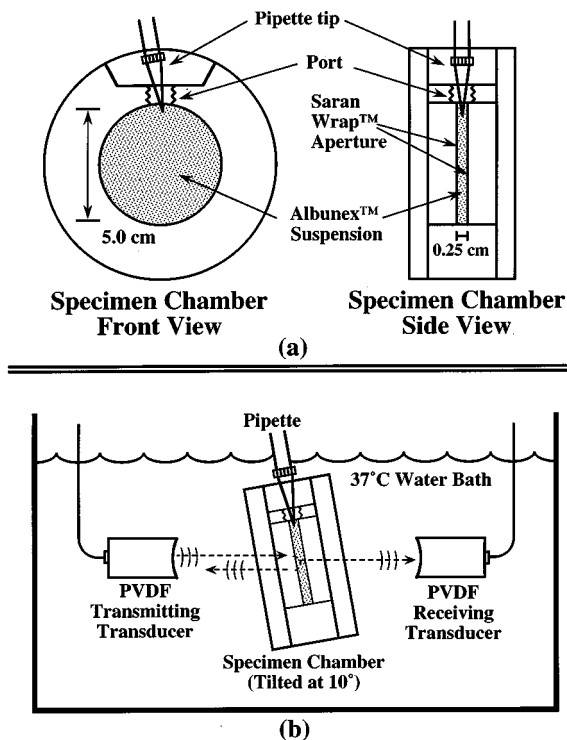 Pipette tip
Port
Saran
Wrap™
Aperture
Albunex™
Suspension
5.0 cm
0.25 cm
Specimen Chamber
Front View
Specimen Chamber
Side View
(a)
Pipette
37°C Water Bath
PVDF
Transmitting
Transducer
PVDF
Receiving
Transducer
Specimen Chamber
(Tilted at 10°)
(b)